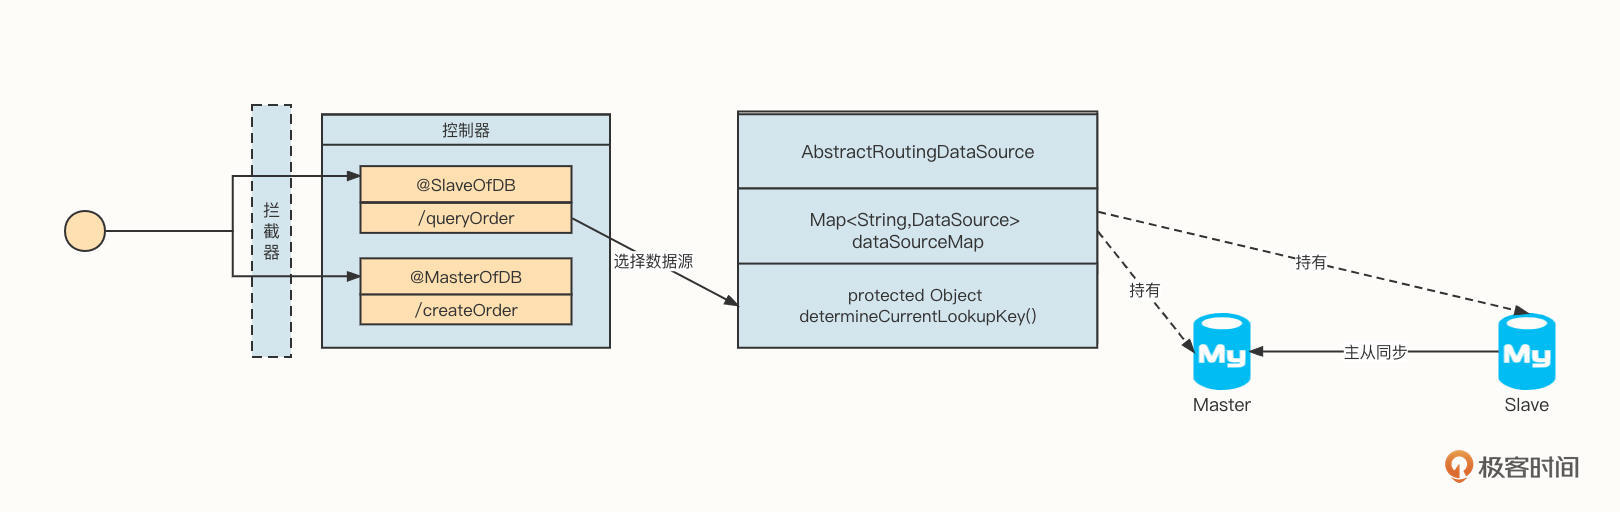 拦
截
器
控制器
@SlaveOfDB
/queryOrder
@MasterOfDB
/createOrder
选择数据源
AbstractRoutingDataSource
Map<String,DataSource>
dataSourceMap
protected Object
determineCurrentLookupKey()
持有
持有
My
主从同步
My
Master
Slave
极客时间